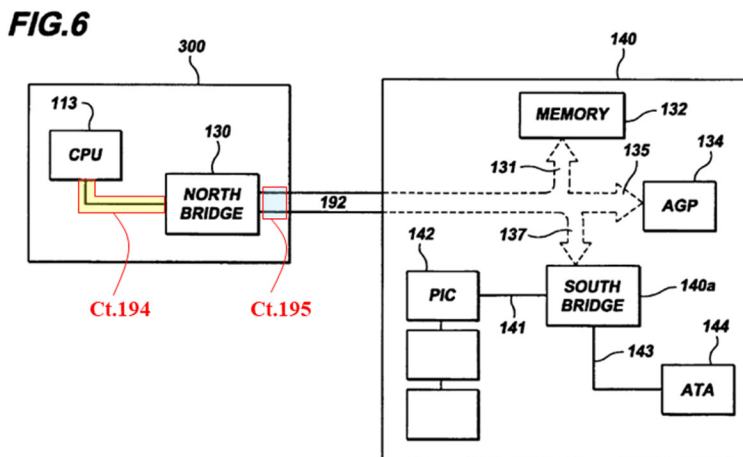 FIG.6
300
140
113
CPU
130
NORTH
BRIDGE
192
MEMORY
132
131
135
134
AGP
137
142
PIC
141
SOUTH
BRIDGE
140a
143
144
ATA
Ct.194
Ct.195